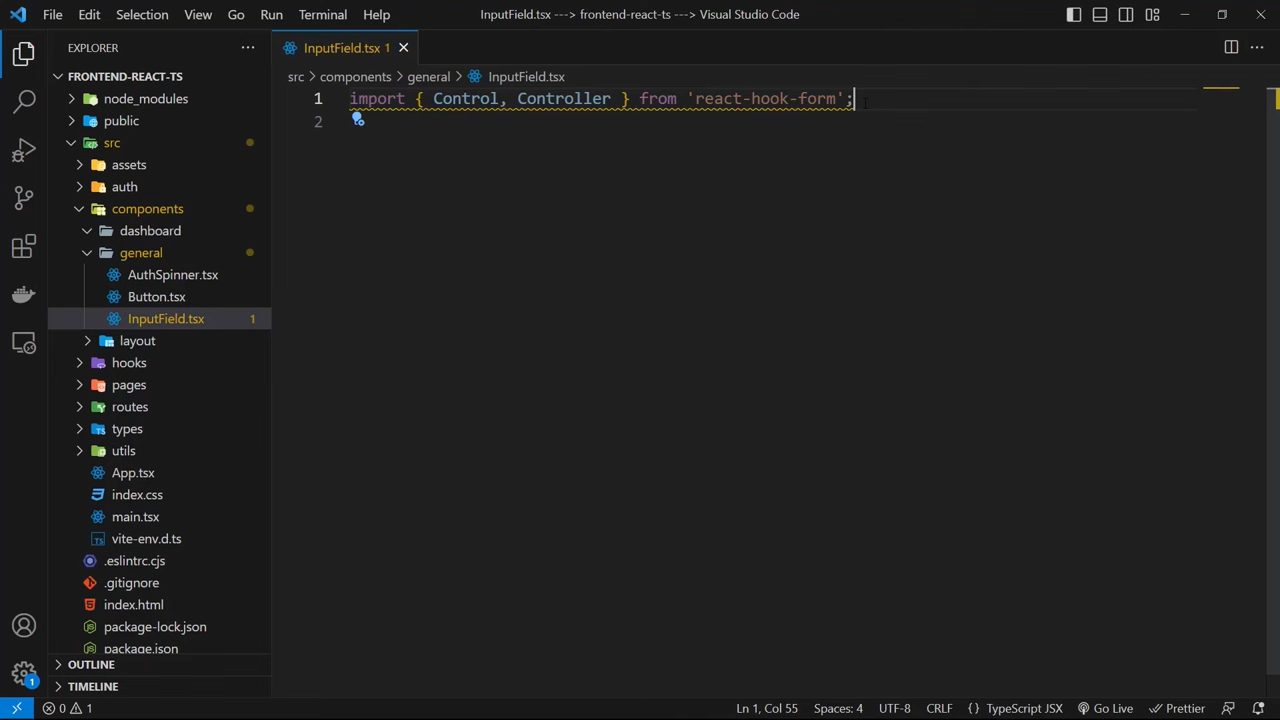 File Edit Selection View Go Run Terminal Help InputField.tsx ---> frontend-react-ts ---> Visual Studio Code
EXPLORER
InputField.tsx 1
FRONTEND-REACT-TS
src > components > general > InputField.tsx
node_modules
public
src
assets
auth
components
dashboard
general
AuthSpinner.tsx
Button.tsx
InputField.tsx 1
layout
hooks
pages
routes
types
utils
App.tsx
index.css
main.tsx
TS vite-env.d.ts
.eslintrc.cjs
.gitignore
index.html
package-lock.json
package.json
OUTLINE
TIMELINE
1 import { Control, Controller } from 'react-hook-form';
2
1
0 1 Ln 1, Col 55 Spaces: 4 UTF-8 CRLF { } TypeScript JSX Go Live Prettier